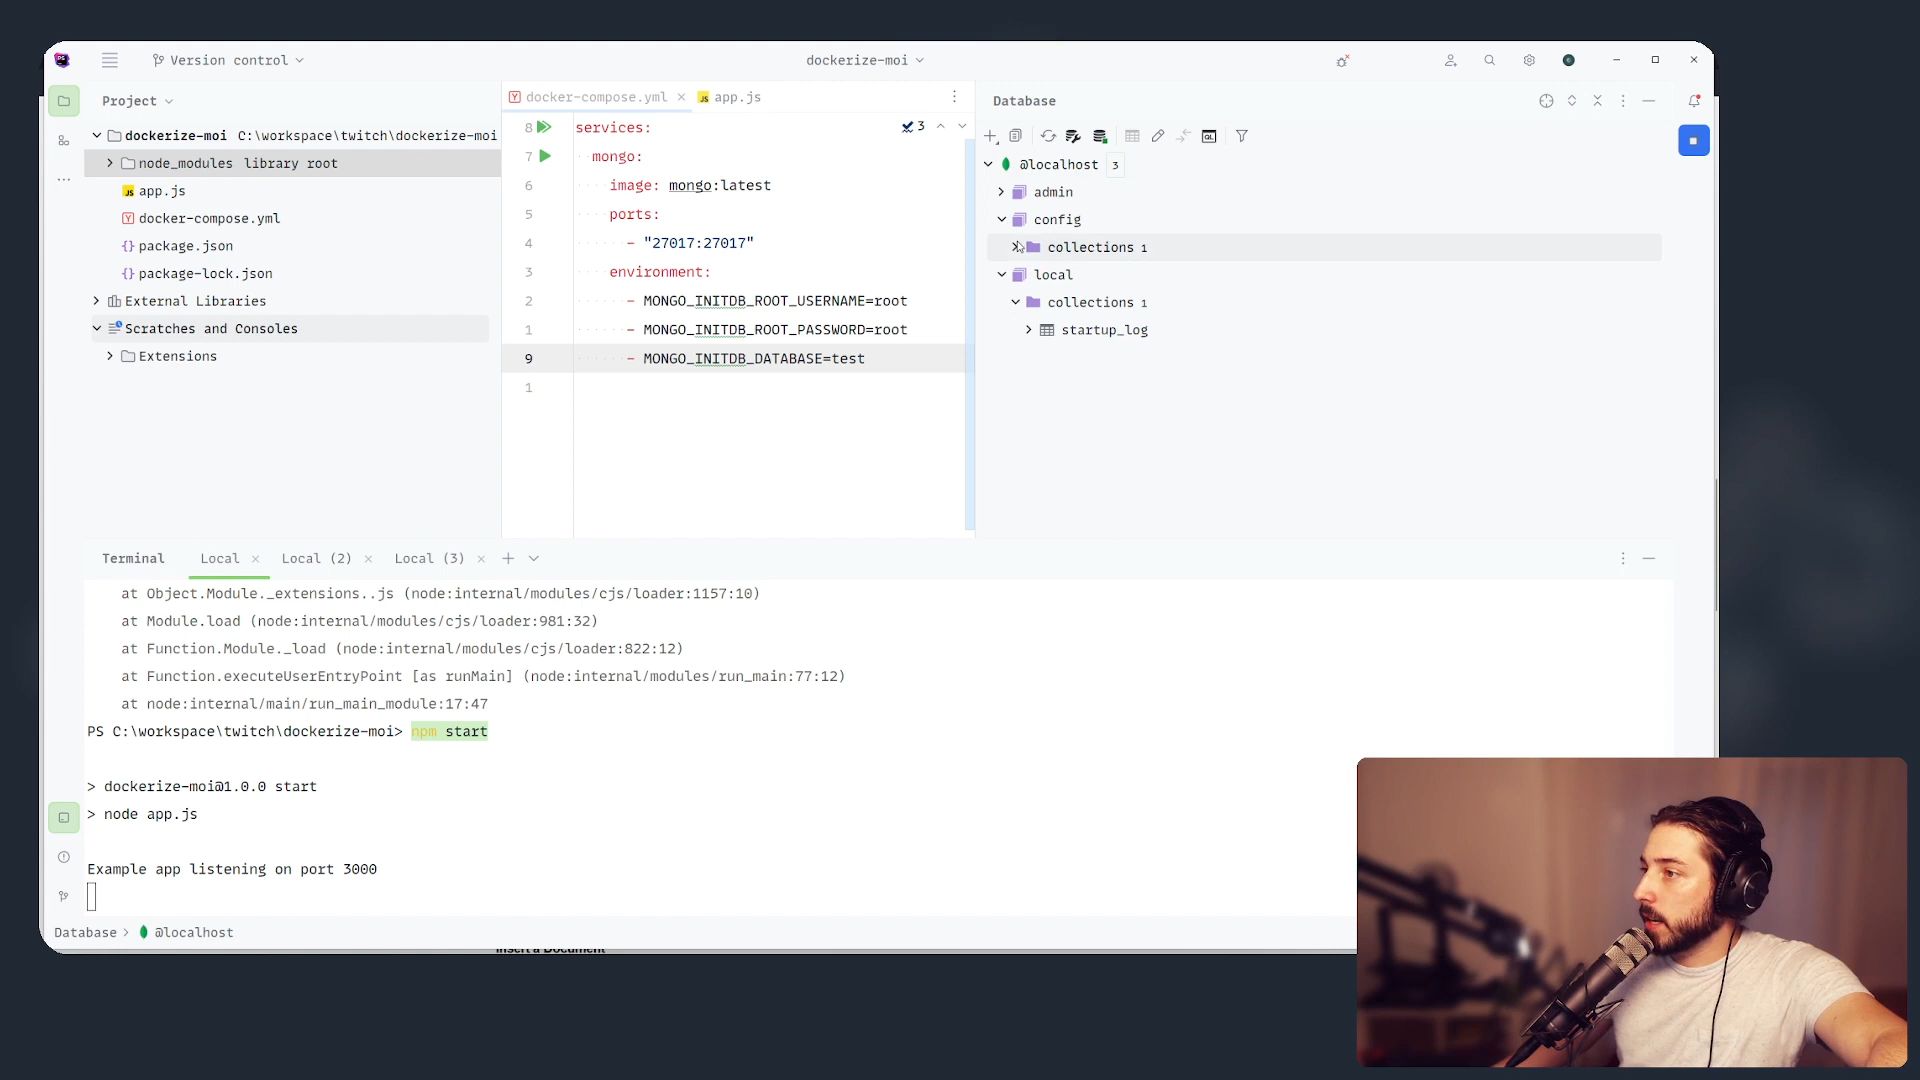 Version control
dockerize-moi
Project
dockerize-moi C:\workspace\twitch\dockerize-moi
node_modules library root
app.js
docker-compose.yml
package.json
package-lock.json
External Libraries
Scratches and Consoles
Extensions
docker-compose.yml
app.js
3
8 services:
7 mongo:
6 image: mongo:latest
5 ports:
4 - "27017:27017"
3 environment:
2 - MONGO_INITDB_ROOT_USERNAME=root
1 - MONGO_INITDB_ROOT_PASSWORD=root
9 - MONGO_INITDB_DATABASE=test
1
Database
@localhost 3
admin
config
collections 1
local
collections 1
startup_log
Terminal Local Local (2) Local (3)
at Object.Module._extensions..js (node:internal/modules/cjs/loader:1157:10)
at Module.load (node:internal/modules/cjs/loader:981:32)
at Function.Module._load (node:internal/modules/cjs/loader:822:12)
at Function.executeUserEntryPoint [as runMain] (node:internal/modules/run_main:77:12)
at node:internal/main/run_main_module:17:47
PS C:\workspace\twitch\dockerize-moi> npm start
> dockerize-moi@1.0.0 start
> node app.js
Example app listening on port 3000
Database > @localhost
Insert a Document